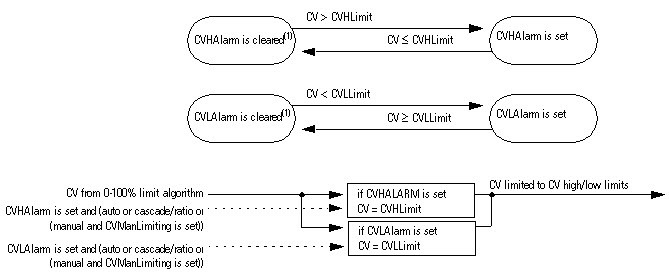 CV > CVHLimit
CVHAlarm is cleared(1)
CV ≤ CVHLimit
CVHAlarm is set
CV < CVLLimit
CVLAlarm is cleared(1)
CV ≥ CVLLimit
CVLAlarm is set
CV from 0-100% limit algorithm
if CVHALARM is set
CV = CVHLimit
CV limited to CV high/low limits
CVHAlarm is set and (auto or cascade/ratio or
(manual and CVManLimiting is set))
if CVLAlarm is set
CV = CVLLimit
CVLAlarm is set and (auto or cascade/ratio or
(manual and CVManLimiting is set))